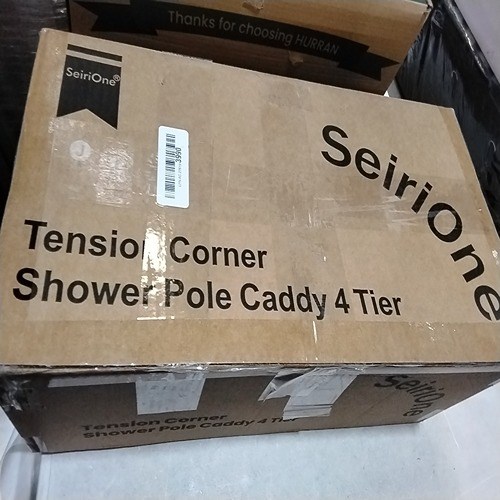 Thanks for choosing HURRAN
SeiriOne®
3990
SeiriOne
Tension Corner
Shower Pole Caddy 4 Tier
SeiriOne
Tension Corner
Shower Pole Caddy 4 Tier